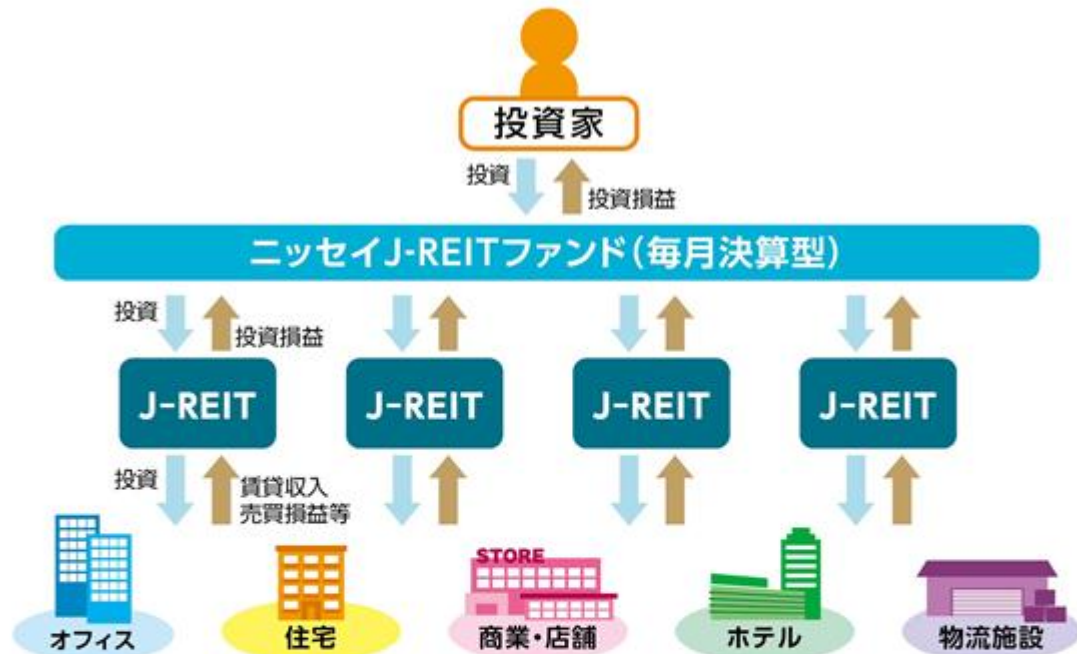 投資家
投資
投資損益
ニッセイJ-REITファンド(毎月決算型)
投資
投資損益
J-REIT
J-REIT
J-REIT
J-REIT
投資
賃貸収入
売買損益等
STORE
オフィス
住宅
商業・店舗
ホテル
物流施設